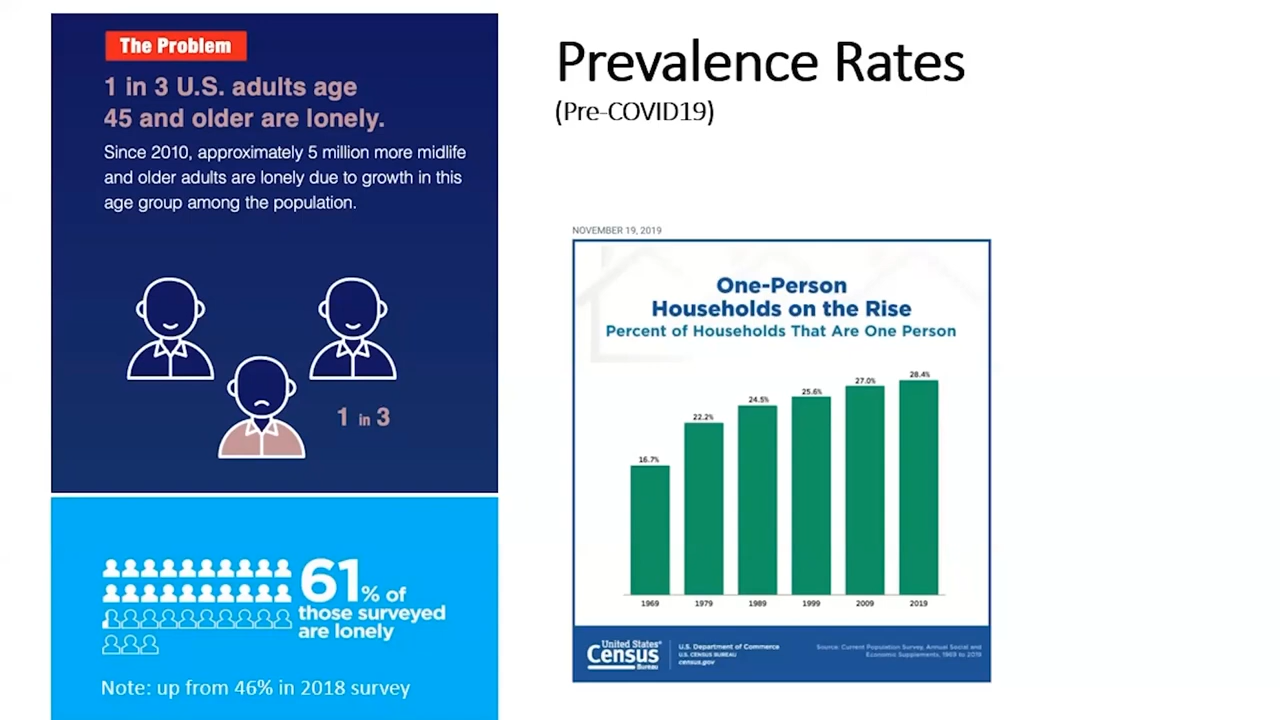 The Problem
1 in 3 U.S. adults age
45 and older are lonely.
Since 2010, approximately 5 million more midlife
and older adults are lonely due to growth in this
age group among the population.
1 in 3
61% of
those surveyed
are lonely
Note: up from 46% in 2018 survey
Prevalence Rates
(Pre-COVID19)
NOVEMBER 19, 2019
One-Person
Households on the Rise
Percent of Households That Are One Person
16.7%
22.2%
24.5%
25.6%
27.0%
28.4%
1969
1979
1989
1999
2009
2019
United States®
Census
Bureau
U.S. Department of Commerce
U.S. CENSUS BUREAU
census.gov
Source: Current Population Survey, Annual Social and
Economic Supplements, 1969 to 2019